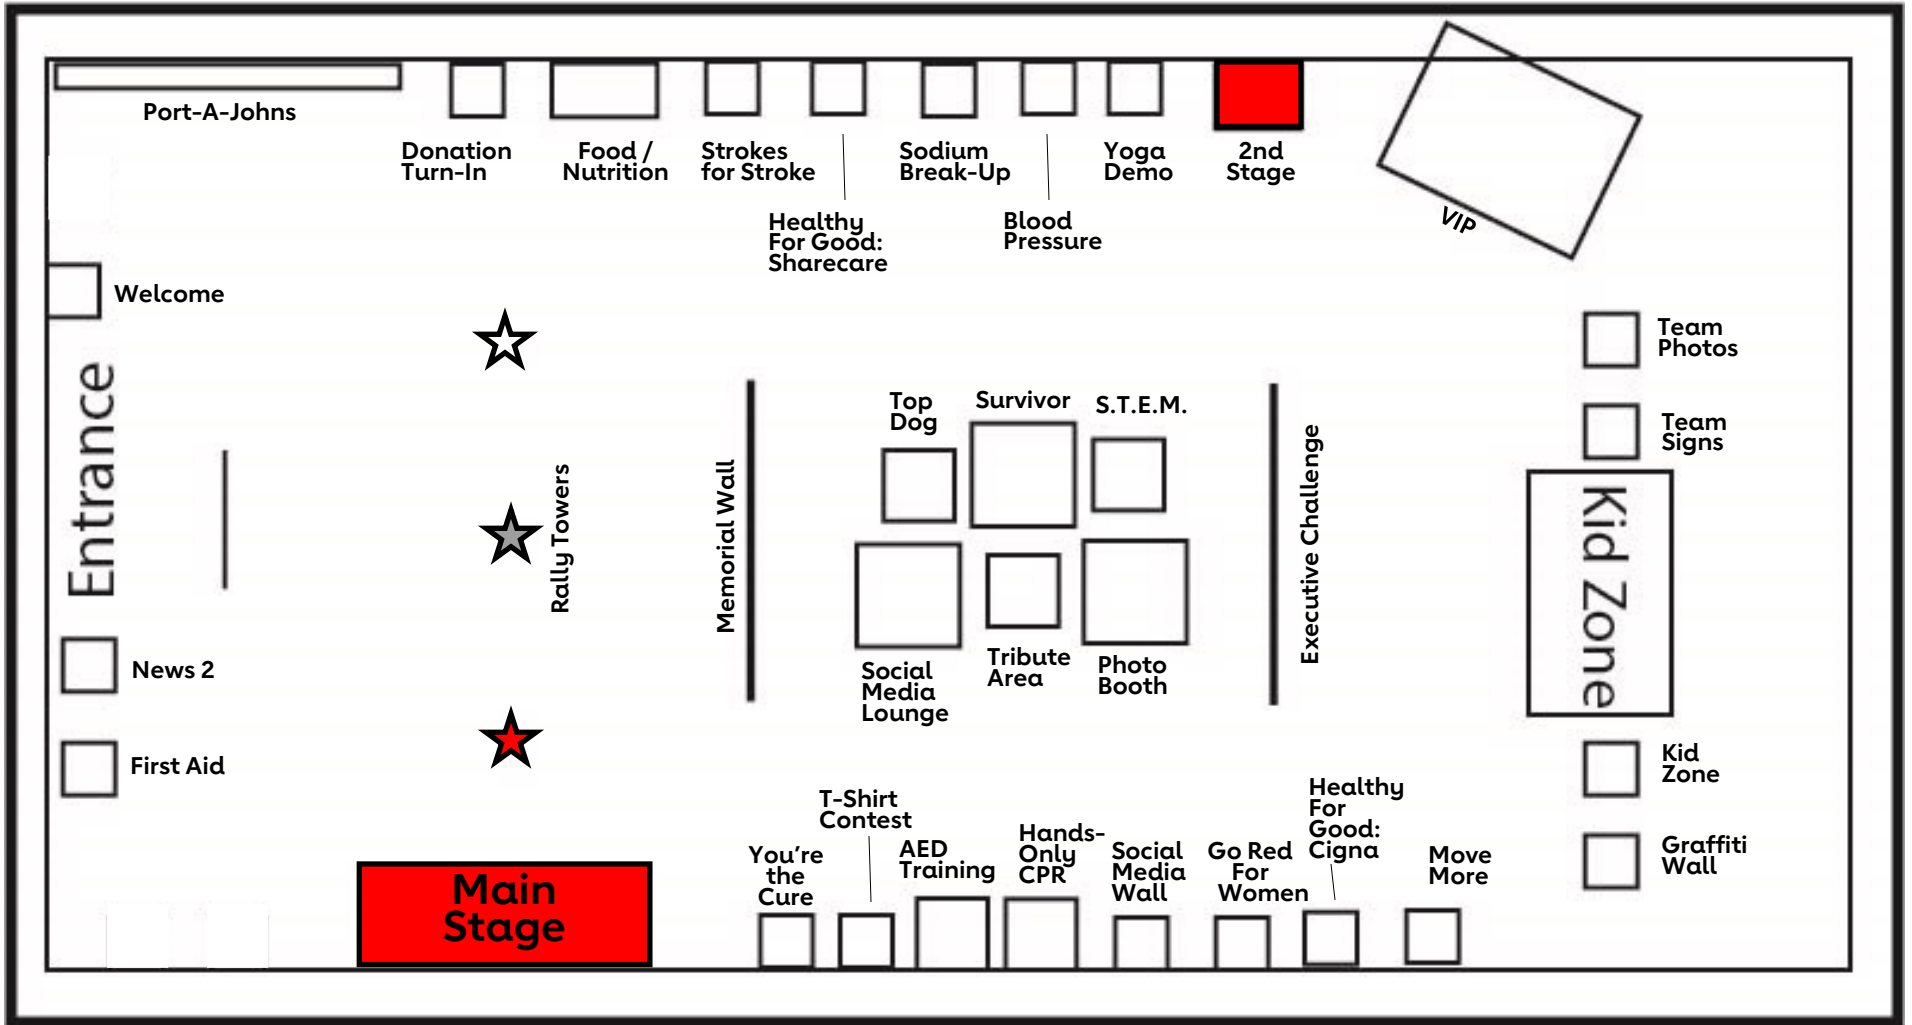 Port-A-Johns
Donation
Turn-In
Food /
Nutrition
Strokes
for Stroke
Healthy
For Good:
Sharecare
Sodium
Break-Up
Blood
Pressure
Yoga
Demo
2nd
Stage
VIP
Welcome
Entrance
News 2
First Aid
Rally Towers
Memorial Wall
Top
Dog
Survivor
S.T.E.M.
Social
Media
Lounge
Tribute
Area
Photo
Booth
Executive Challenge
Team
Photos
Team
Signs
Kid Zone
Kid
Zone
Graffiti
Wall
Main
Stage
You're
the
Cure
T-Shirt
Contest
AED
Training
Hands-
Only
CPR
Social
Media
Wall
Go Red
For
Women
Healthy
For
Good:
Cigna
Move
More